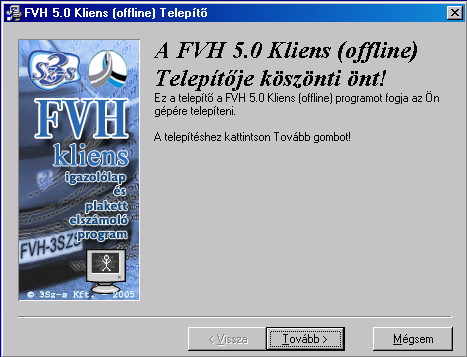 FVH 5.0 Kliens (offline) Telepítő
A FVH 5.0 Kliens (offline)
Telepítője köszönti önt!
Ez a telepítő a FVH 5.0 Kliens (offline) programot fogja az Ön
gépére telepíteni.
A telepítéshez kattintson Tovább gombot!
3Sz-s
FVH
kliens
igazolólap
és
plakett
elszámoló
program
FVH-3SZS
© 3Sz-s Kft. - 2005
< Vissza
Tovább >
Mégsem